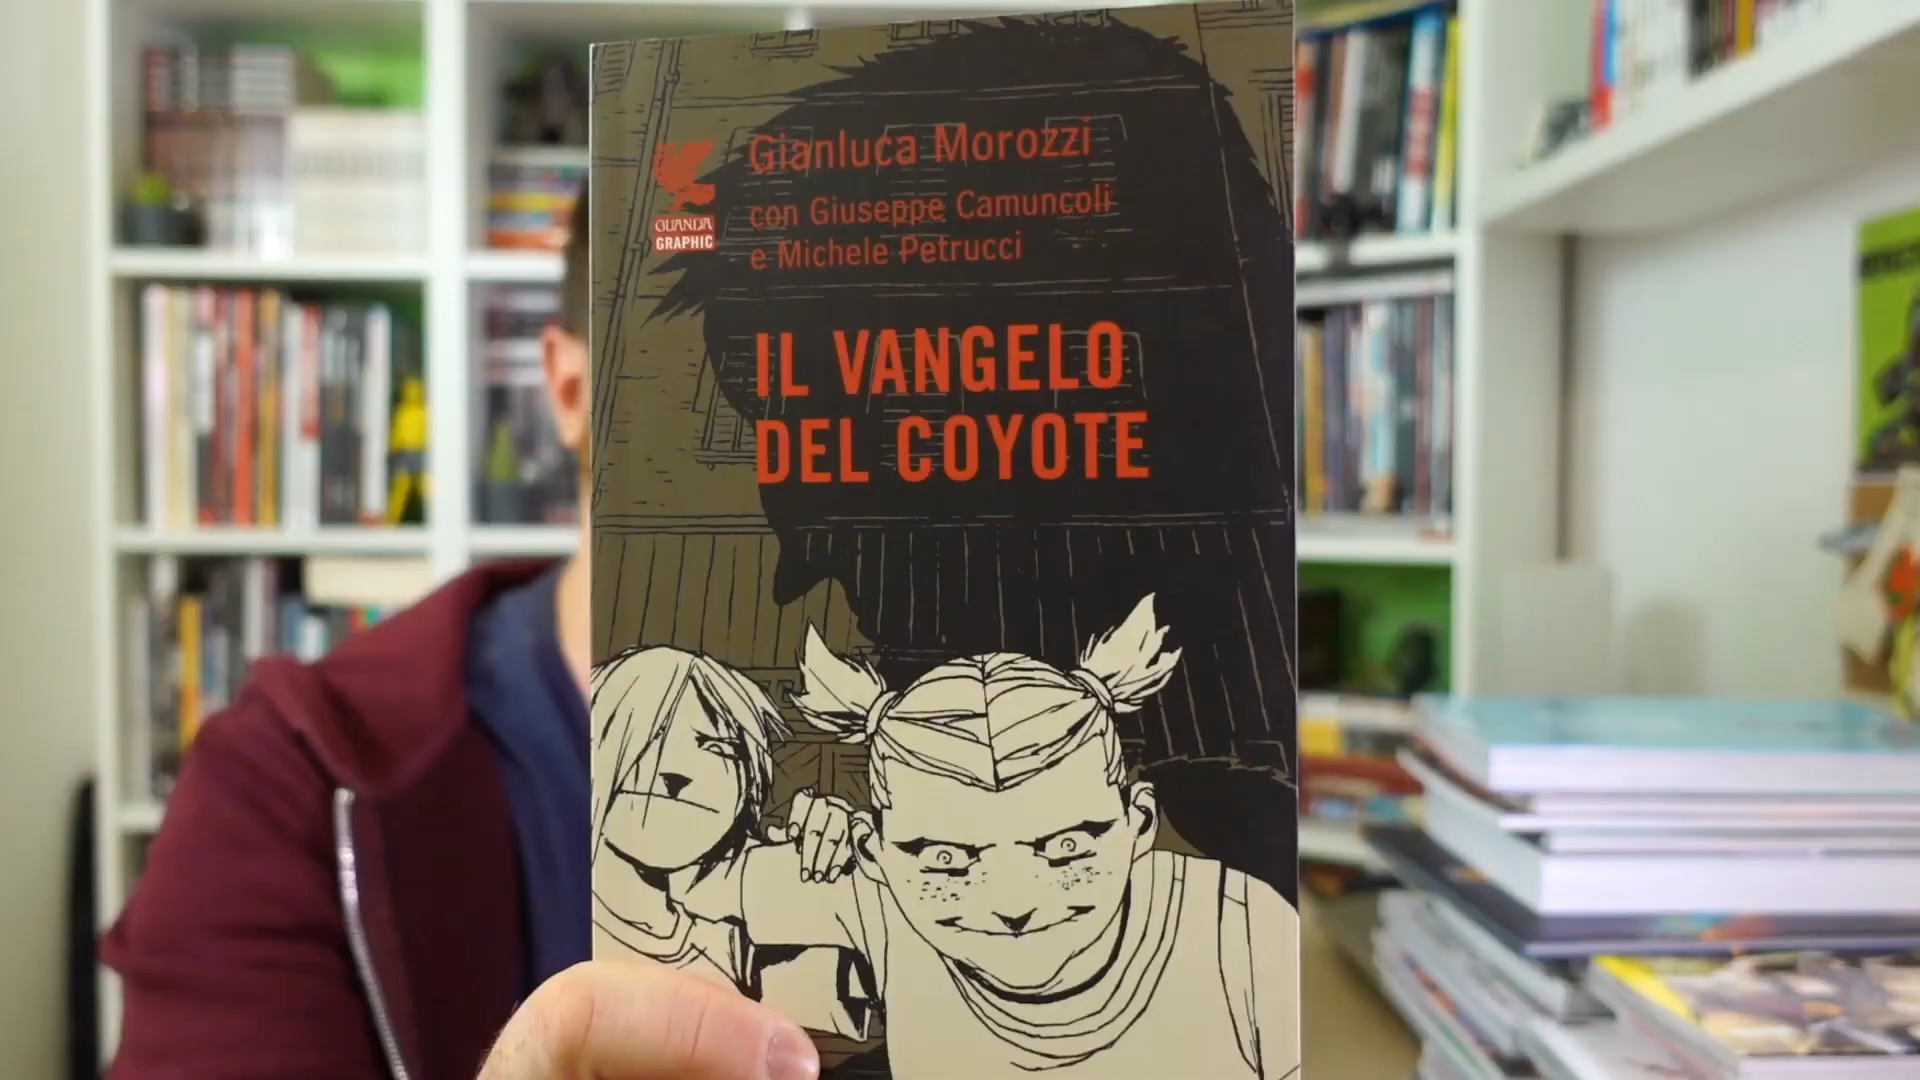 Gianluca Morozzi
con Giuseppe Camuncoli
e Michele Petrucci
GUANDA
GRAPHIC
IL VANGELO
DEL COYOTE